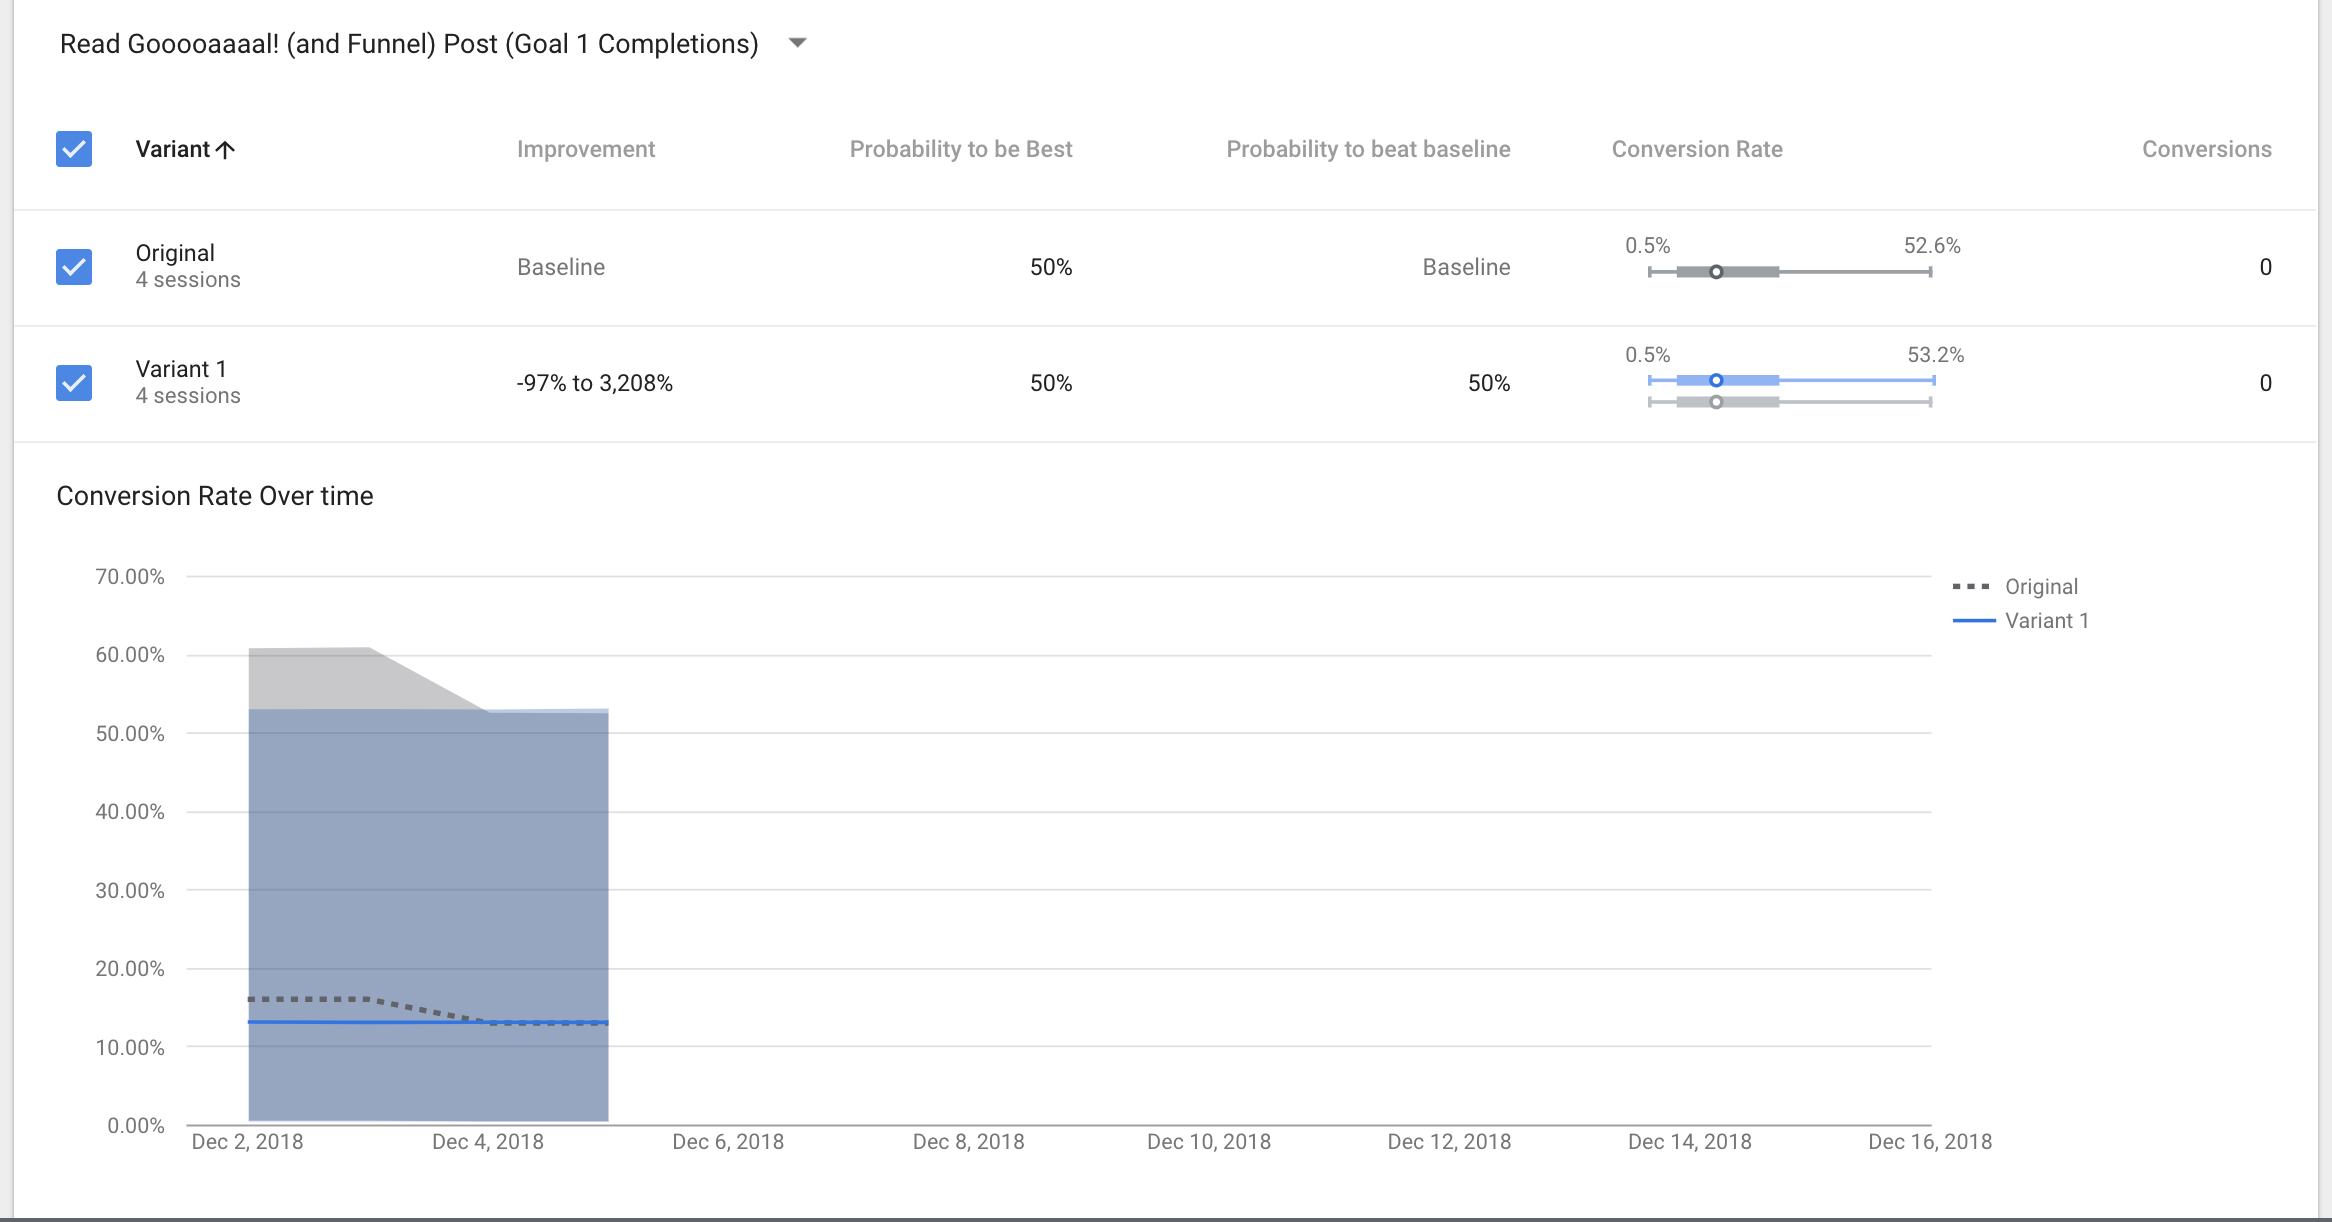 Read Gooooaaaal! (and Funnel) Post (Goal 1 Completions)
Variant Improvement Probability to be Best Probability to beat baseline Conversion Rate Conversions
Original
4 sessions
Baseline 50% Baseline
0.5% 52.6%
0
Variant 1
4 sessions
-97% to 3,208% 50% 50%
0.5% 53.2%
0
Conversion Rate Over time
70.00%
60.00%
50.00%
40.00%
30.00%
20.00%
10.00%
0.00%
Dec 2, 2018 Dec 4, 2018 Dec 6, 2018 Dec 8, 2018 Dec 10, 2018 Dec 12, 2018 Dec 14, 2018 Dec 16, 2018
Original
Variant 1